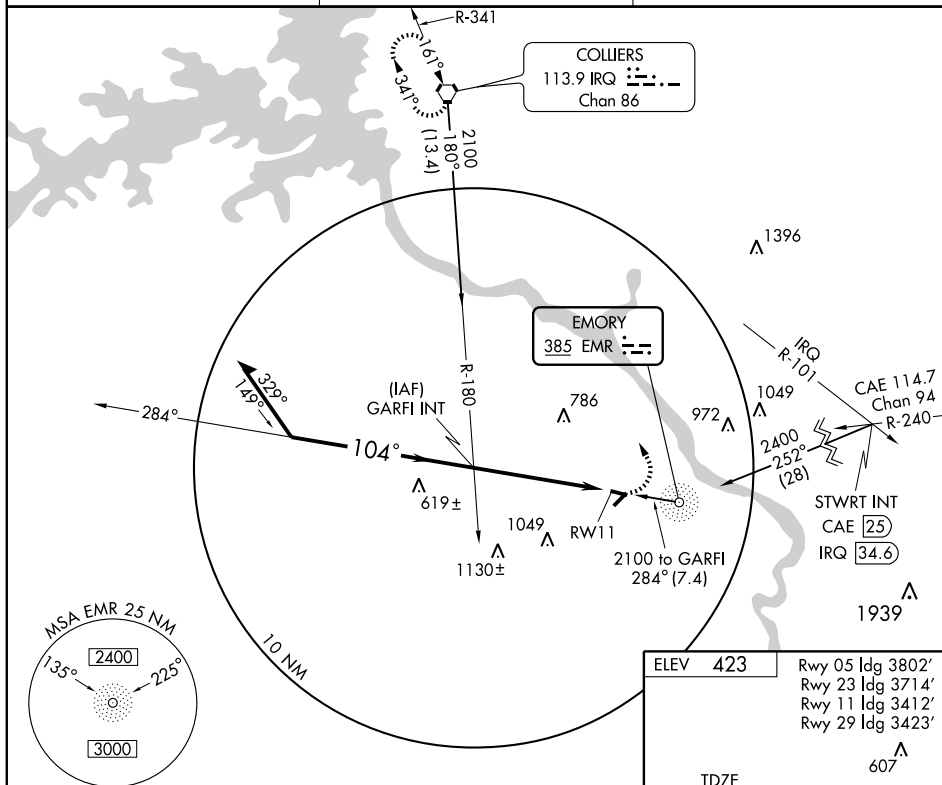 R-341
161°
341°
COLLIERS
113.9 IRQ
Chan 86
2100
180°
(13.4)
1396
EMORY
385 EMR
IRQ
R-101
CAE 114.7
Chan 94
R-240
R-180
(IAF)
GARFI INT
786
972
1049
329°
149°
284°
104°
2400
252°
(28)
619±
1049
1130±
RW11
2100 to GARFI
284° (7.4)
STWRT INT
CAE 25
IRQ 34.6
1939
10 NM
MSA EMR 25 NM
2400
135°
225°
3000
ELEV 423
Rwy 05 ldg 3802'
Rwy 23 ldg 3714'
Rwy 11 ldg 3412'
Rwy 29 ldg 3423'
607
TDZE